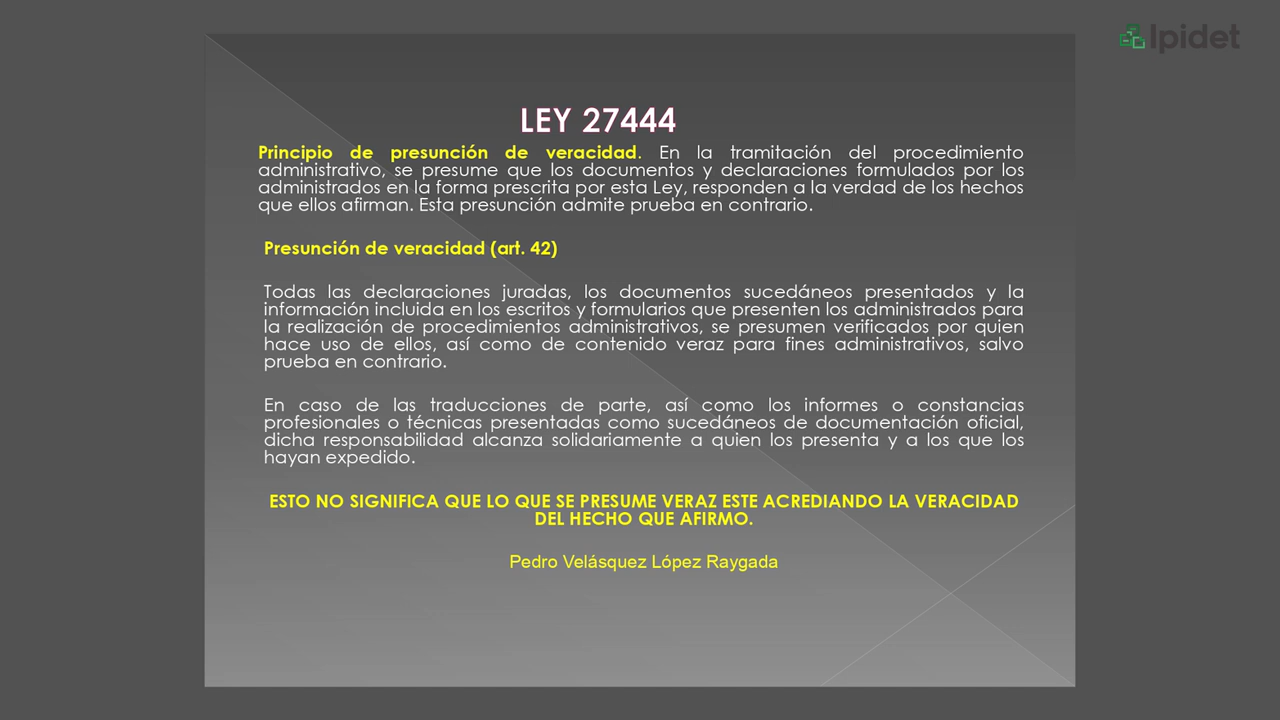 Ipidet
LEY 27444
Principio de presunción de veracidad. En la tramitación del procedimiento
administrativo, se presume que los documentos y declaraciones formulados por los
administrados en la forma prescrita por esta Ley, responden a la verdad de los hechos
que ellos afirman. Esta presunción admite prueba en contrario.
Presunción de veracidad (art. 42)
Todas las declaraciones juradas, los documentos sucedáneos presentados y la
información incluida en los escritos y formularios que presenten los administrados para
la realización de procedimientos administrativos, se presumen verificados por quien
hace uso de ellos, así como de contenido veraz para fines administrativos, salvo
prueba en contrario.
En caso de las traducciones de parte, así como los informes o constancias
profesionales o técnicas presentadas como sucedáneos de documentación oficial,
dicha responsabilidad alcanza solidariamente a quien los presenta y a los que los
hayan expedido.
ESTO NO SIGNIFICA QUE LO QUE SE PRESUME VERAZ ESTE ACREDIANDO LA VERACIDAD
DEL HECHO QUE AFIRMO.
Pedro Velásquez López Raygada